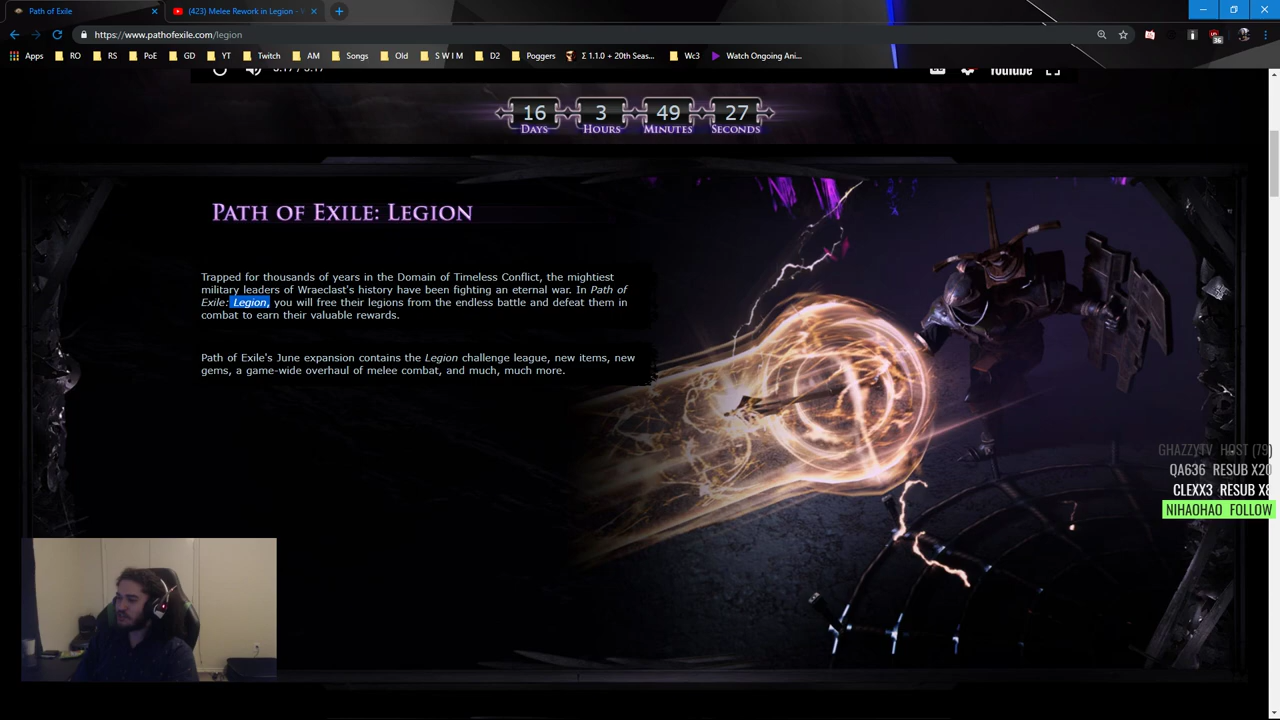 Path of Exile
(423) Melee Rework in Legion -
https://www.pathofexile.com/legion
Apps RO RS PoE GD YT Twitch AM Songs Old S W I M D2 Poggers Σ 1.1.0 + 20th Seas... Wc3 Watch Ongoing Ani...
YouTube
16 3 49 27
DAYS HOURS MINUTES SECONDS
PATH OF EXILE: LEGION
Trapped for thousands of years in the Domain of Timeless Conflict, the mightiest
military leaders of Wraeclast's history have been fighting an eternal war. In Path of
Exile: Legion, you will free their legions from the endless battle and defeat them in
combat to earn their valuable rewards.
Path of Exile's June expansion contains the Legion challenge league, new items, new
gems, a game-wide overhaul of melee combat, and much, much more.
GHAZZYTV HOST (79)
QA636 RESUB X20
CLEXX3 RESUB X8
NIHAOHAO FOLLOW